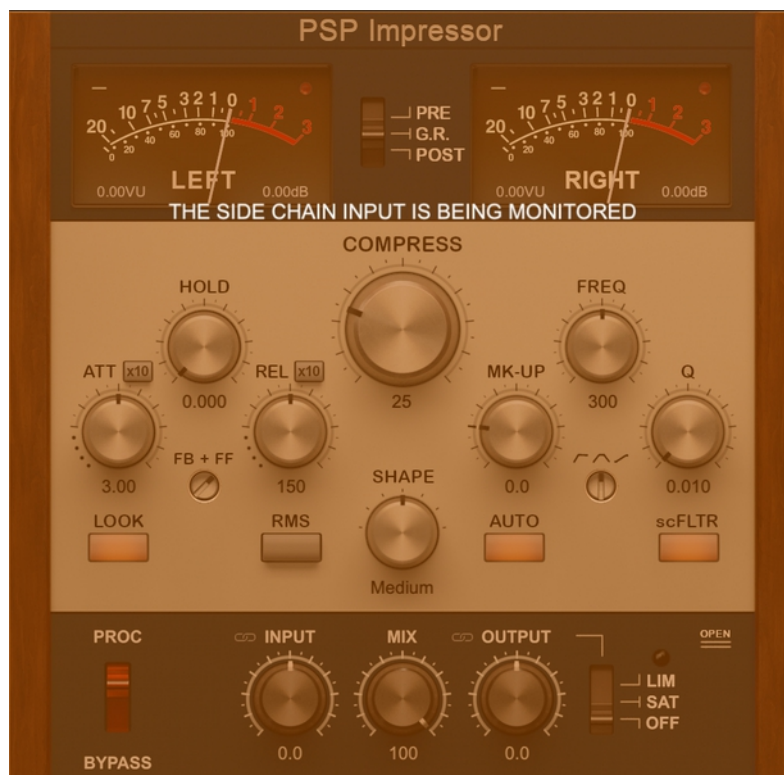 PSP Impressor
20 10 7 5 3 2 1 0 1 2 3
0 20 40 60 80 100
LEFT
0.00VU 0.00dB
PRE
G.R.
POST
20 10 7 5 3 2 1 0 1 2 3
0 20 40 60 80 100
RIGHT
0.00VU 0.00dB
THE SIDE CHAIN INPUT IS BEING MONITORED
COMPRESS
25
HOLD
0.000
FREQ
300
ATT x10
3.00
REL x10
150
MK-UP
0.0
Q
0.010
FB + FF
SHAPE
Medium
LOOK
RMS
AUTO
scFLTR
PROC
BYPASS
INPUT
0.0
MIX
100
OUTPUT
0.0
LIM
SAT
OFF
OPEN